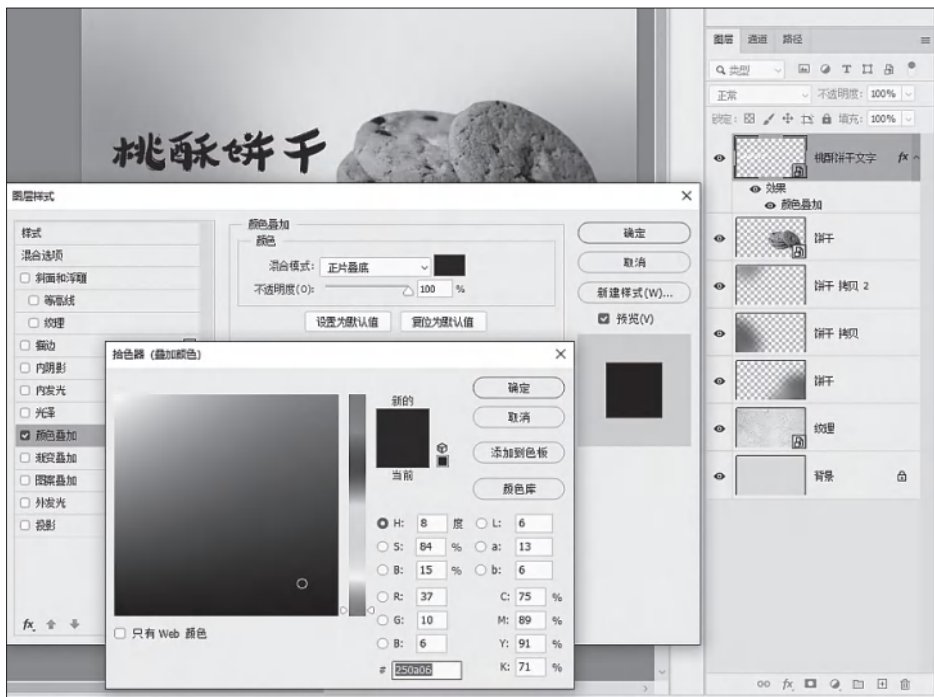 桃酥饼干
图层样式
样式
混合选项
斜面和浮雕
等高线
纹理
描边
内阴影
内发光
光泽
颜色叠加
渐变叠加
图案叠加
外发光
投影
fx
颜色叠加
颜色
混合模式: 正片叠底
不透明度(O): 100 %
设置为默认值 复位为默认值
确定
取消
新建样式(W)...
预览(V)
拾色器 (叠加颜色)
新的
当前
确定
取消
添加到色板
颜色库
H: 8 度 L: 6
S: 84 % a: 13
B: 15 % b: 6
R: 37 C: 75 %
G: 10 M: 89 %
B: 6 Y: 91 %
# 250a06 K: 71 %
只有 Web 颜色
图层 通道 路径
类型
正常 不透明度: 100%
锁定: 填充: 100%
桃酥饼干文字 fx
效果
颜色叠加
饼干
饼干 拷贝 2
饼干 拷贝
饼干
纹理
背景
fx